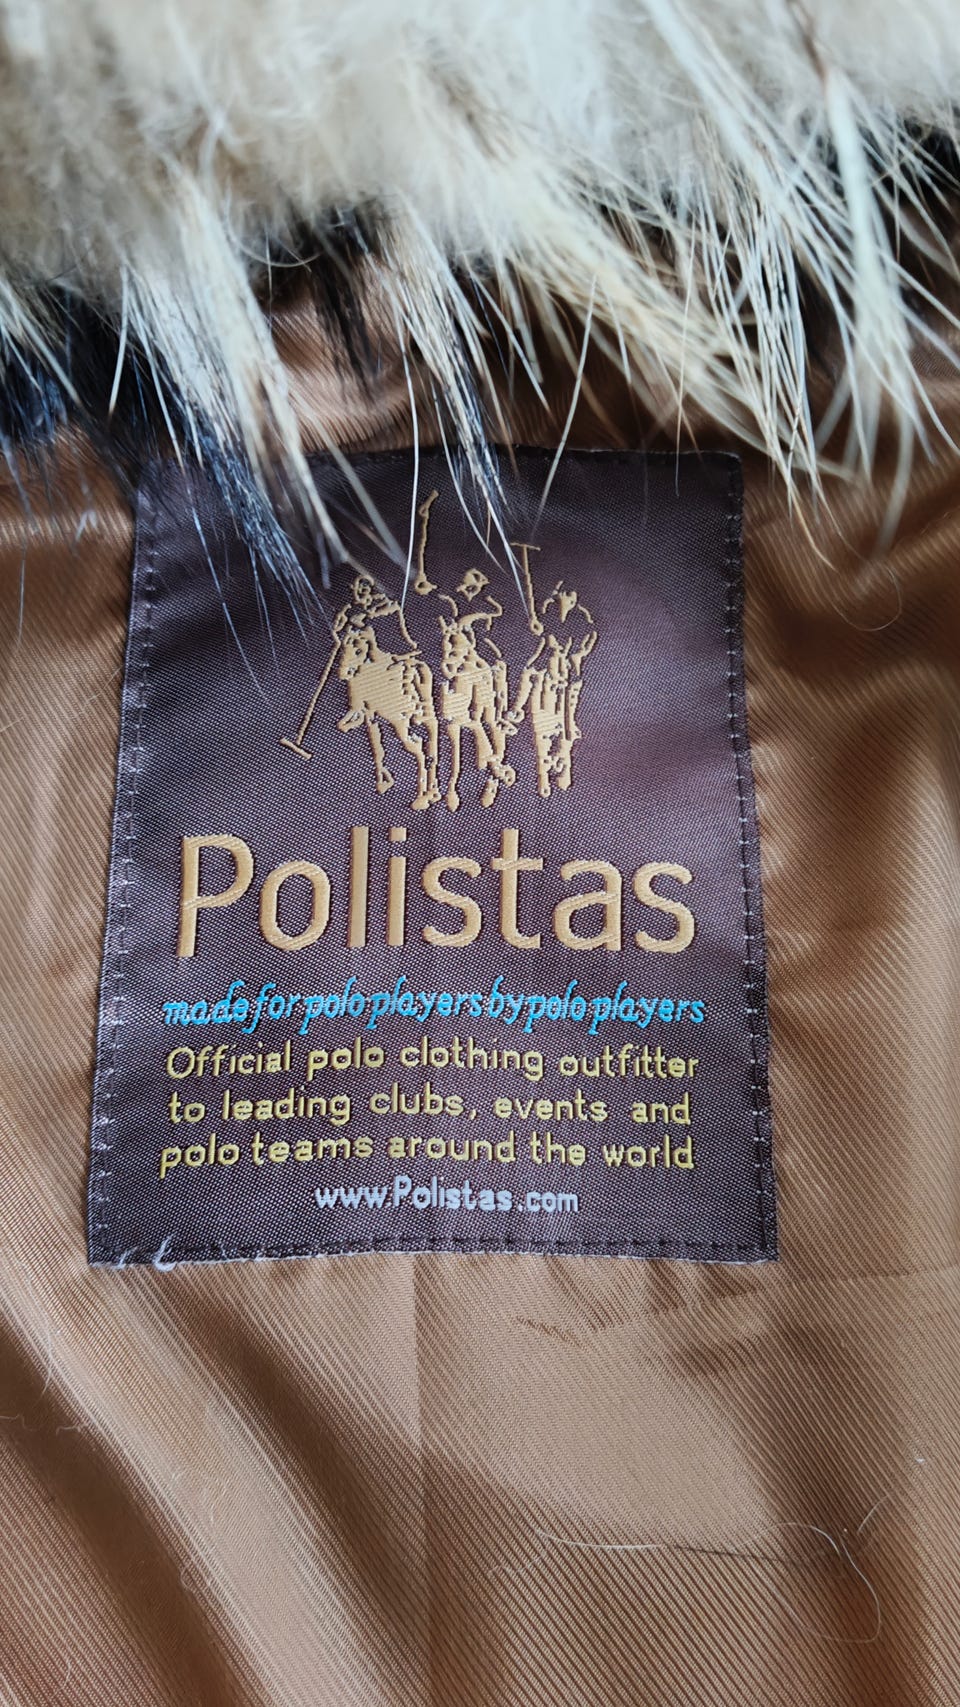 Polistas
made for polo players by polo players
Official polo clothing outfitter
to leading clubs, events and
polo teams around the world
www.Polistas.com